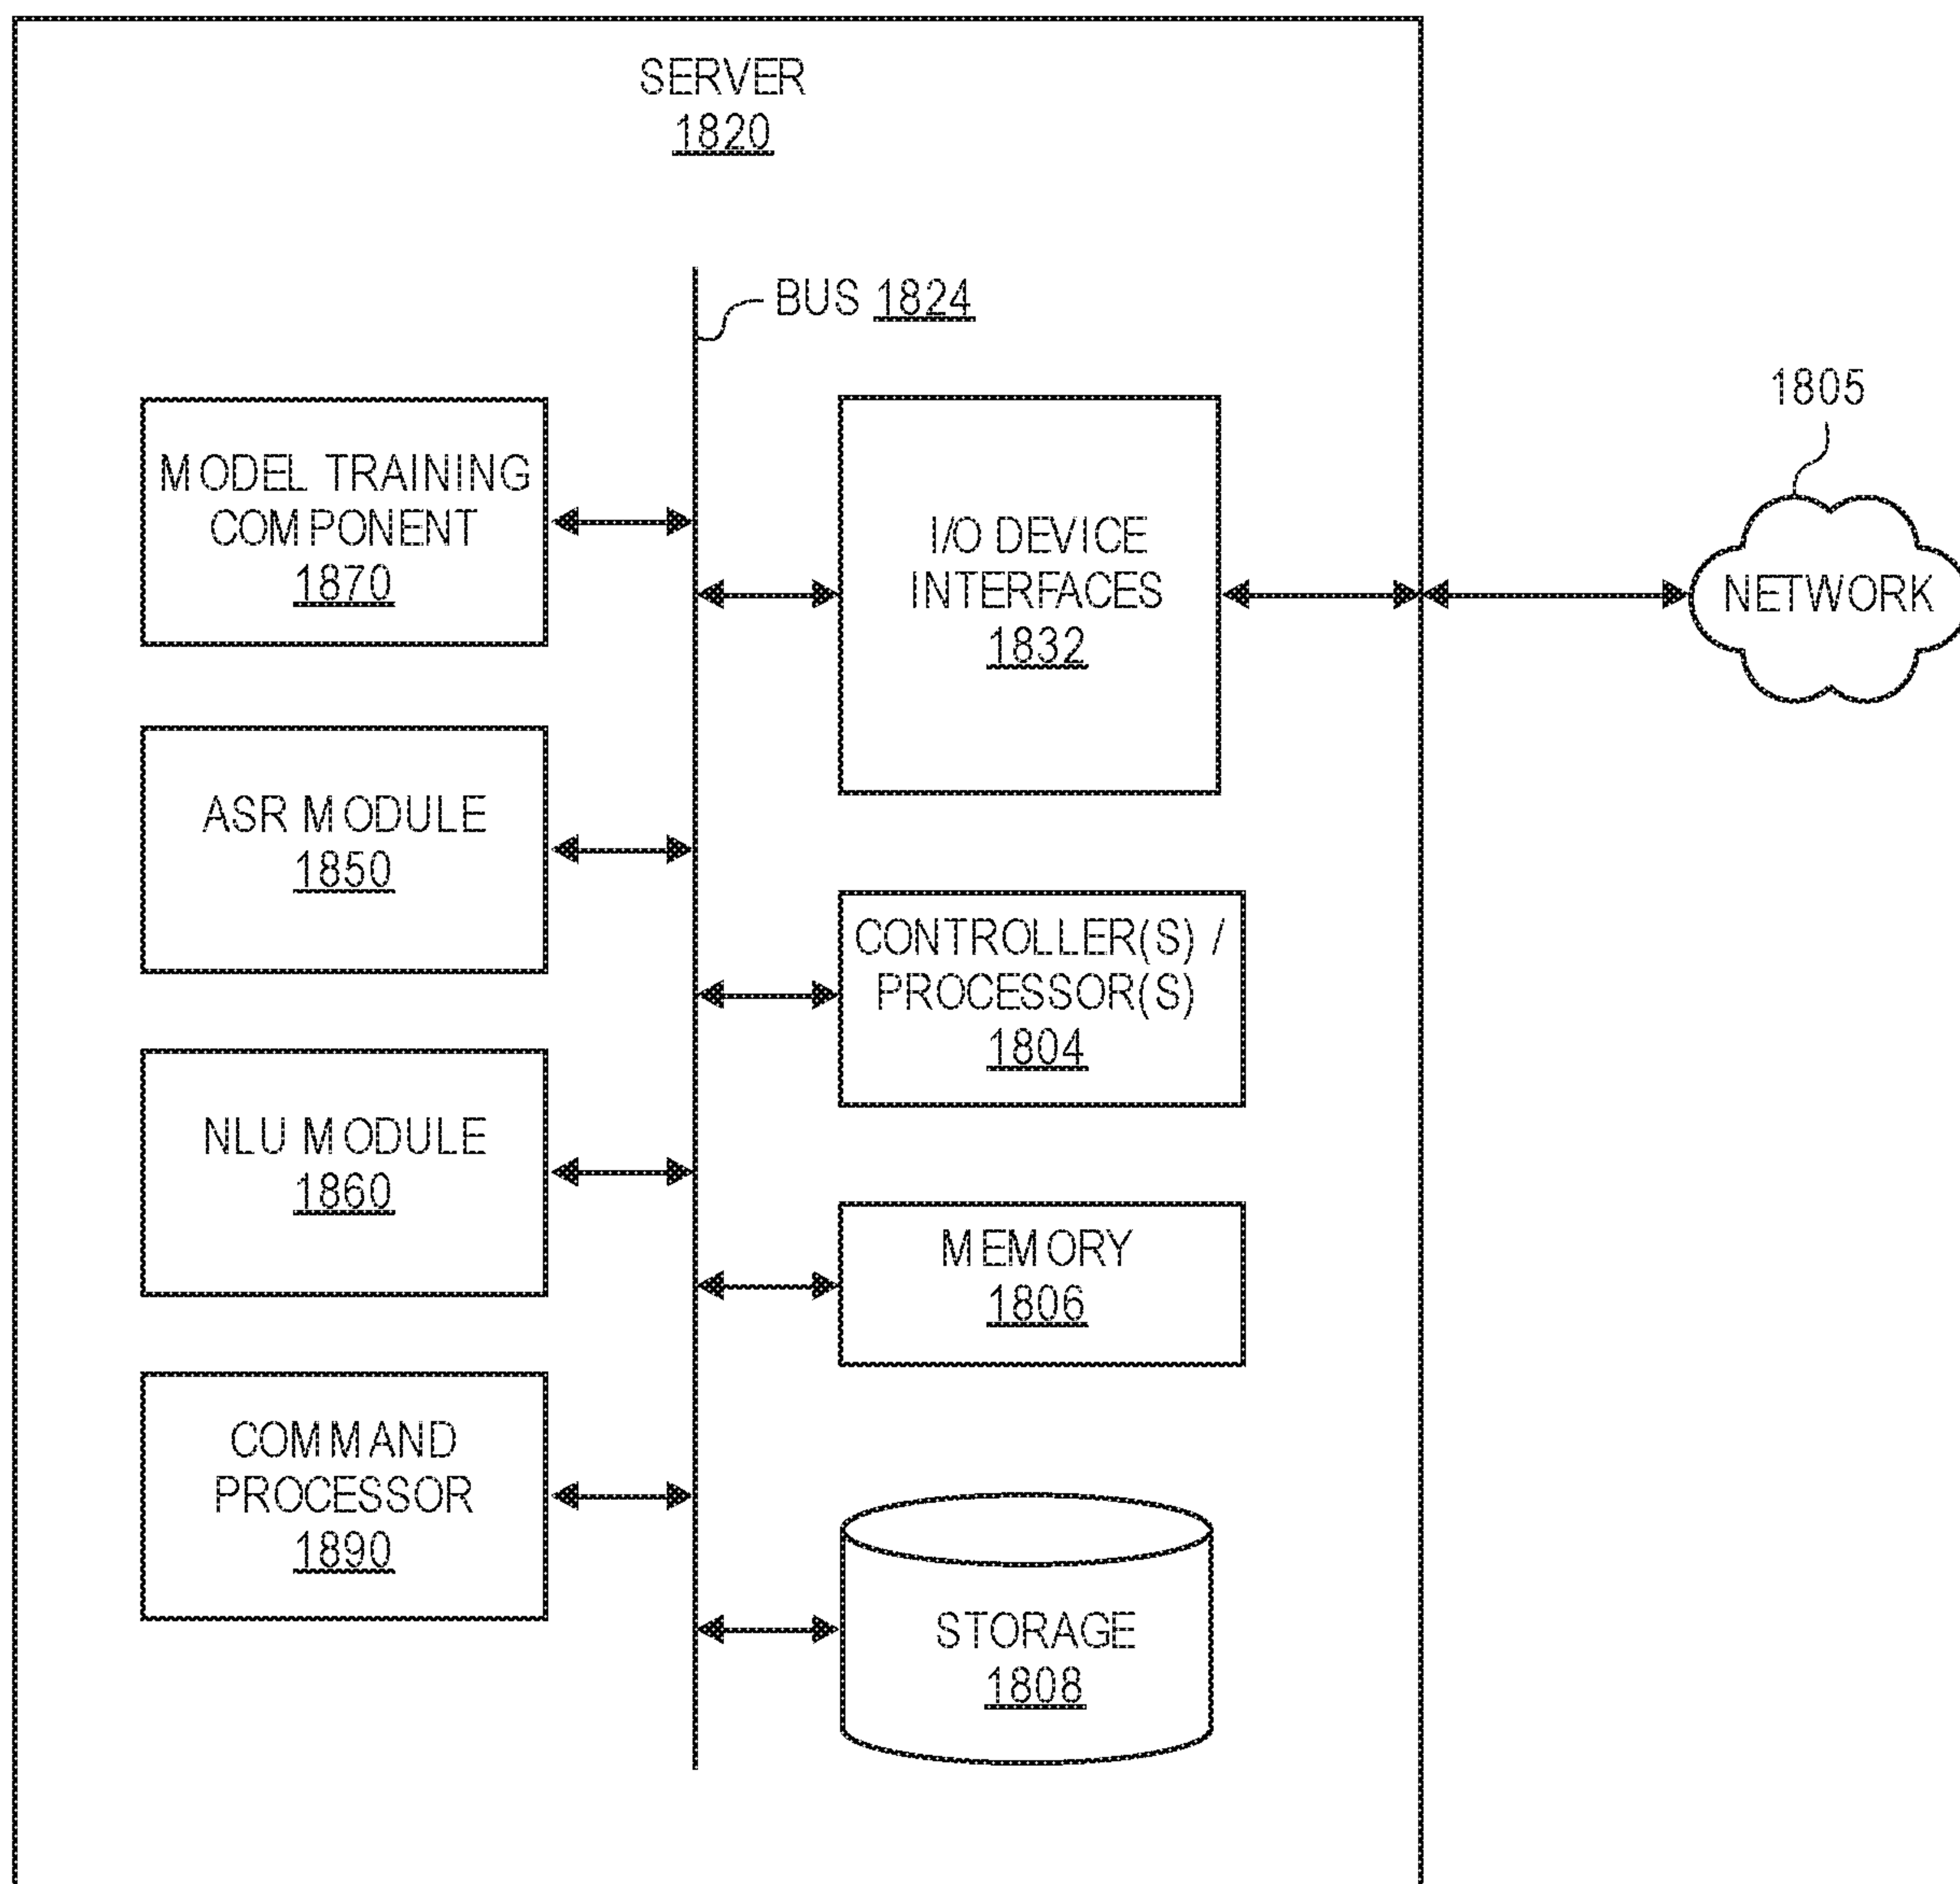 SERVER
1820
BUS 1824
MODEL TRAINING
COMPONENT
1870
I/O DEVICE
INTERFACES
1832
1805
NETWORK
ASR MODULE
1850
CONTROLLER(S) /
PROCESSOR(S)
1804
NLU MODULE
1860
MEMORY
1806
COMMAND
PROCESSOR
1890
STORAGE
1808